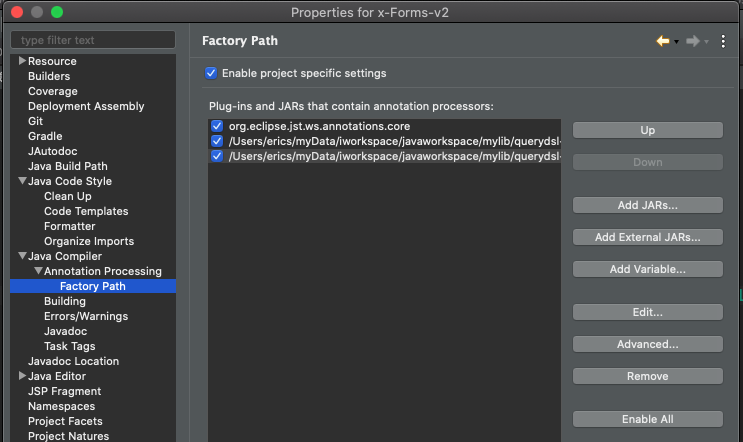 Properties for x-Forms-v2
type filter text
Resource
Builders
Coverage
Deployment Assembly
Git
Gradle
JAutodoc
Java Build Path
Java Code Style
Clean Up
Code Templates
Formatter
Organize Imports
Java Compiler
Annotation Processing
Factory Path
Building
Errors/Warnings
Javadoc
Task Tags
Javadoc Location
Java Editor
JSP Fragment
Namespaces
Project Facets
Project Natures
Factory Path
Enable project specific settings
Plug-ins and JARs that contain annotation processors:
org.eclipse.jst.ws.annotations.core
/Users/erics/myData/iworkspace/javaworkspace/mylib/querydsl-
/Users/erics/myData/iworkspace/javaworkspace/mylib/querydsl-
Up
Down
Add JARs...
Add External JARs...
Add Variable...
Edit...
Advanced...
Remove
Enable All